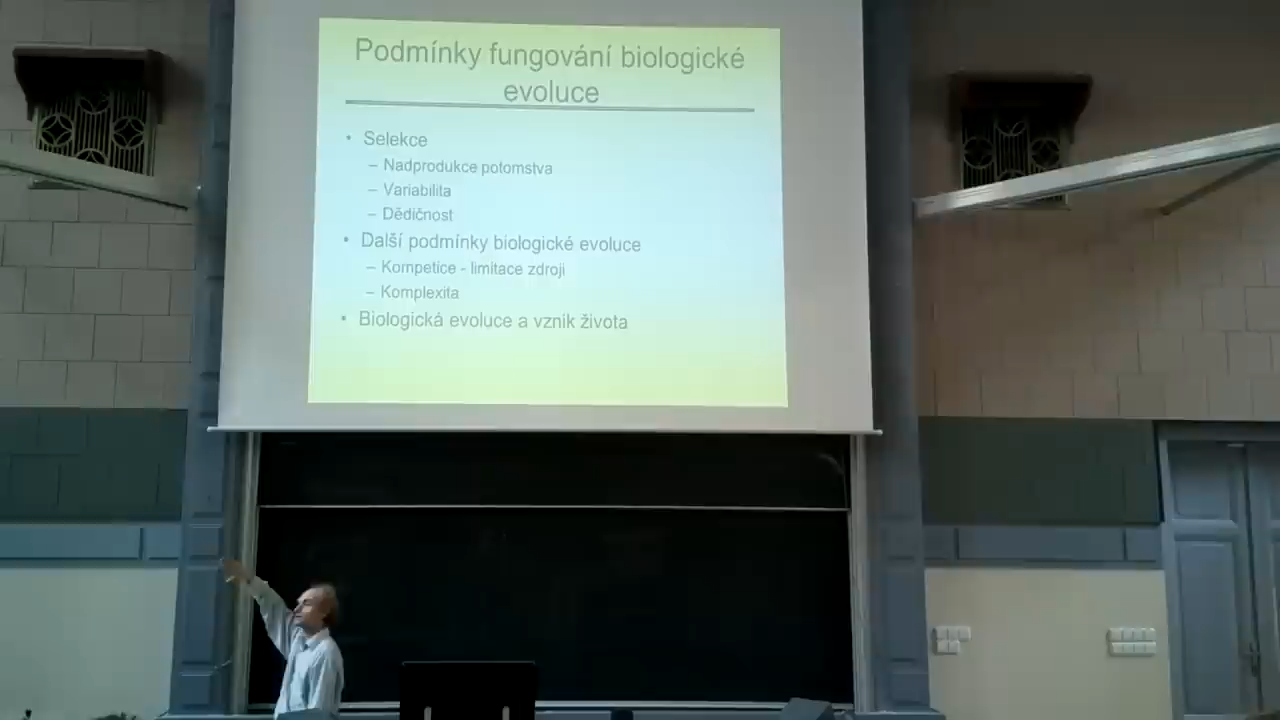 Podmínky fungování biologické
evoluce
• Selekce
– Nadprodukce potomstva
– Variabilita
– Dědičnost
• Další podmínky biologické evoluce
– Kompetice - limitace zdroji
– Komplexita
• Biologická evoluce a vznik života